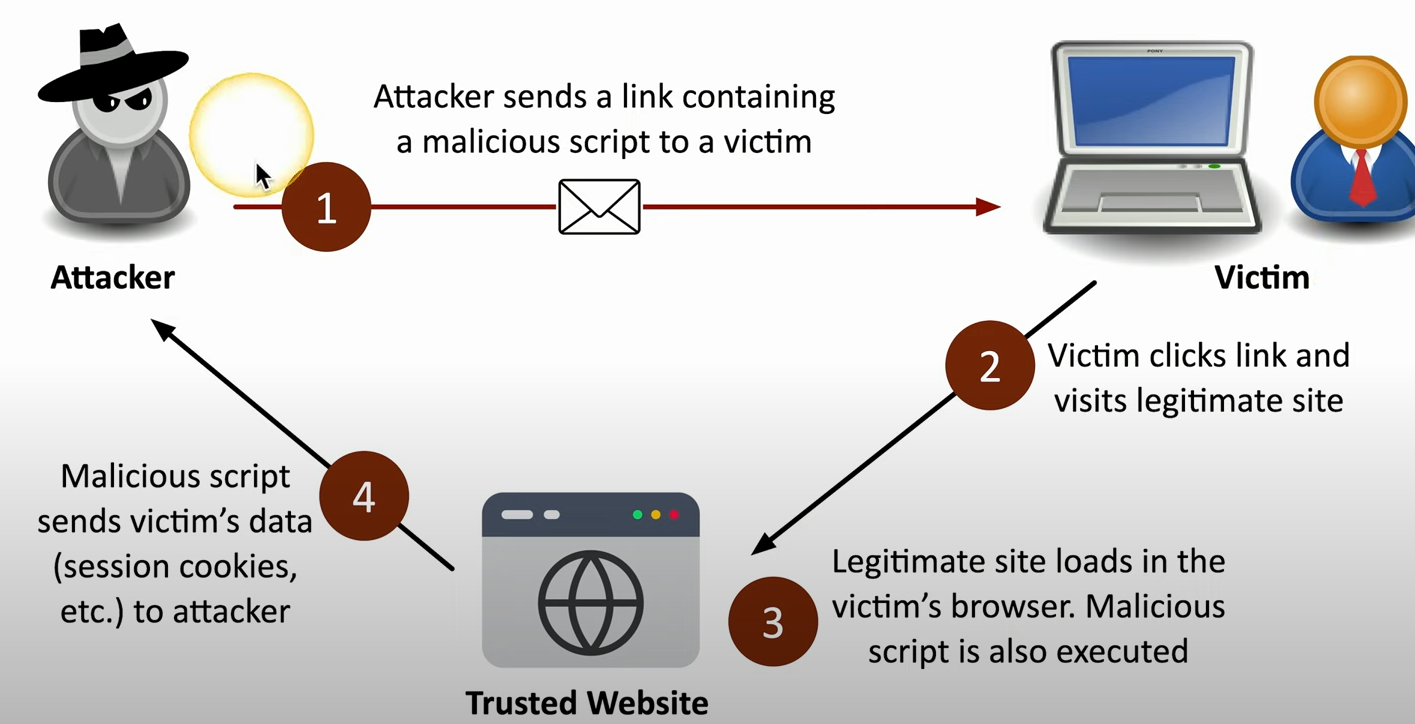 Attacker sends a link containing
a malicious script to a victim
1
Attacker
Victim
2
Victim clicks link and
visits legitimate site
Malicious script
sends victim's data
(session cookies,
etc.) to attacker
4
3
Legitimate site loads in the
victim's browser. Malicious
script is also executed
Trusted Website